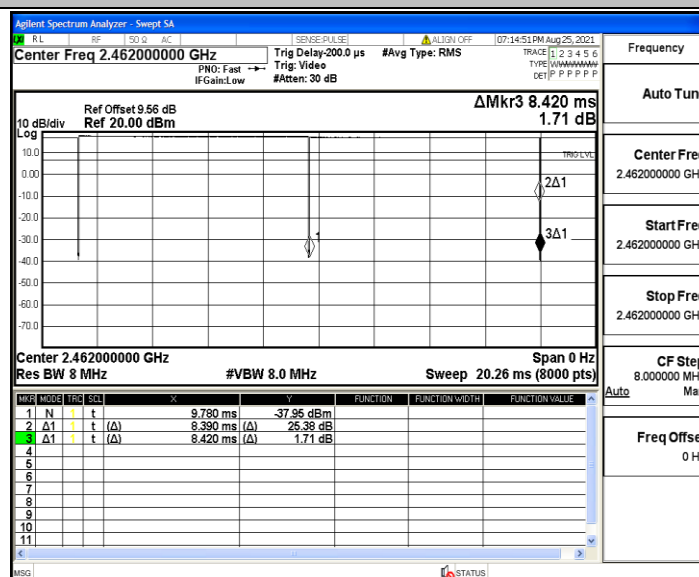 Agilent Spectrum Analyzer - Swept SA
RL RF 50 Ω AC SENSE:PULSE ALIGN OFF 07:14:51 PM Aug 25, 2021
Center Freq 2.462000000 GHz
PNO: Fast
IFGain:Low
Trig Delay-200.0 µs
Trig: Video
#Atten: 30 dB
#Avg Type: RMS
TRACE 1 2 3 4 5 6
TYPE
DET P P P P P P
ΔMkr3 8.420 ms
1.71 dB
Ref Offset 9.56 dB
10 dB/div Ref 20.00 dBm
Log
10.0
TRIG LVL
0.00
2Δ1
-10.0
-20.0
-30.0
1
3Δ1
-40.0
-50.0
-60.0
-70.0
Center 2.462000000 GHz Span 0 Hz
Res BW 8 MHz #VBW 8.0 MHz Sweep 20.26 ms (8000 pts)
MKR MODE TRC SCL X Y FUNCTION FUNCTION WIDTH FUNCTION VALUE
1 N 1 t 9.780 ms -37.95 dBm
2 Δ1 1 t (Δ) 8.390 ms (Δ) 25.38 dB
3 Δ1 1 t (Δ) 8.420 ms (Δ) 1.71 dB
4
5
6
7
8
9
10
11
MSG STATUS
Frequency
Auto Tun
Center Fre
2.462000000 GH
Start Fre
2.462000000 GH
Stop Fre
2.462000000 GH
CF Step
8.000000 MH
Auto Ma
Freq Offse
0 H